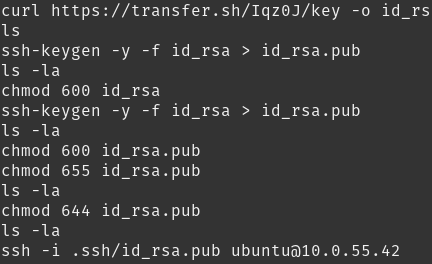 curl https://transfer.sh/Iqz0J/key -o id_rs
ls
ssh-keygen -y -f id_rsa > id_rsa.pub
ls -la
chmod 600 id_rsa
ssh-keygen -y -f id_rsa > id_rsa.pub
ls -la
chmod 600 id_rsa.pub
chmod 655 id_rsa.pub
ls -la
chmod 644 id_rsa.pub
ls -la
ssh -i .ssh/id_rsa.pub ubuntu@10.0.55.42